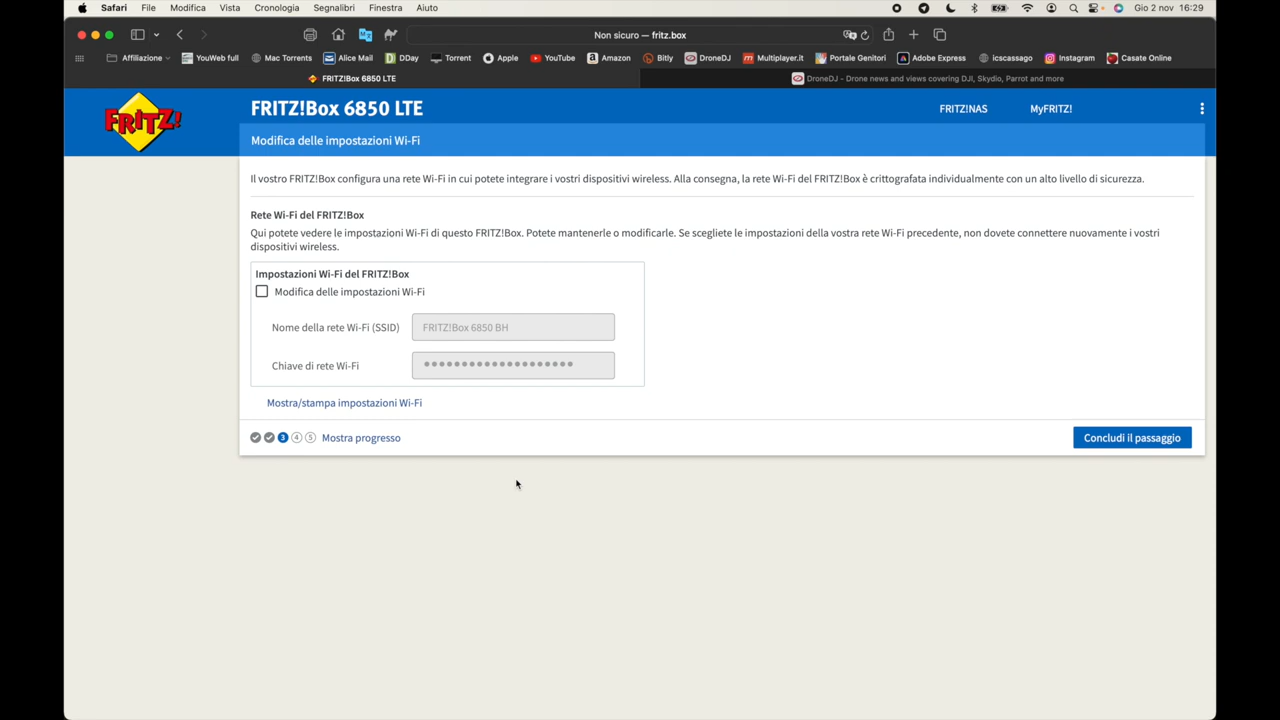 Safari File Modifica Vista Cronologia Segnalibri Finestra Aiuto Gio 2 nov 16:29
Non sicuro — fritz.box
Affiliazione YouWeb full Mac Torrents Alice Mail DDay Torrent Apple YouTube Amazon Bitly DroneDJ Multiplayer.it Portale Genitori Adobe Express icscassago Instagram Casate Online
FRITZ!Box 6850 LTE DroneDJ - Drone news and views covering DJI, Skydio, Parrot and more
FRITZ! FRITZ!Box 6850 LTE FRITZ!NAS MyFRITZ!
Modifica delle impostazioni Wi-Fi
Il vostro FRITZ!Box configura una rete Wi-Fi in cui potete integrare i vostri dispositivi wireless. Alla consegna, la rete Wi-Fi del FRITZ!Box è crittografata individualmente con un alto livello di sicurezza.
Rete Wi-Fi del FRITZ!Box
Qui potete vedere le impostazioni Wi-Fi di questo FRITZ!Box. Potete mantenerle o modificarle. Se scegliete le impostazioni della vostra rete Wi-Fi precedente, non dovete connettere nuovamente i vostri
dispositivi wireless.
Impostazioni Wi-Fi del FRITZ!Box
Modifica delle impostazioni Wi-Fi
Nome della rete Wi-Fi (SSID) FRITZ!Box 6850 BH
Chiave di rete Wi-Fi ••••••••••••••••••••
Mostra/stampa impostazioni Wi-Fi
3 4 5 Mostra progresso Concludi il passaggio